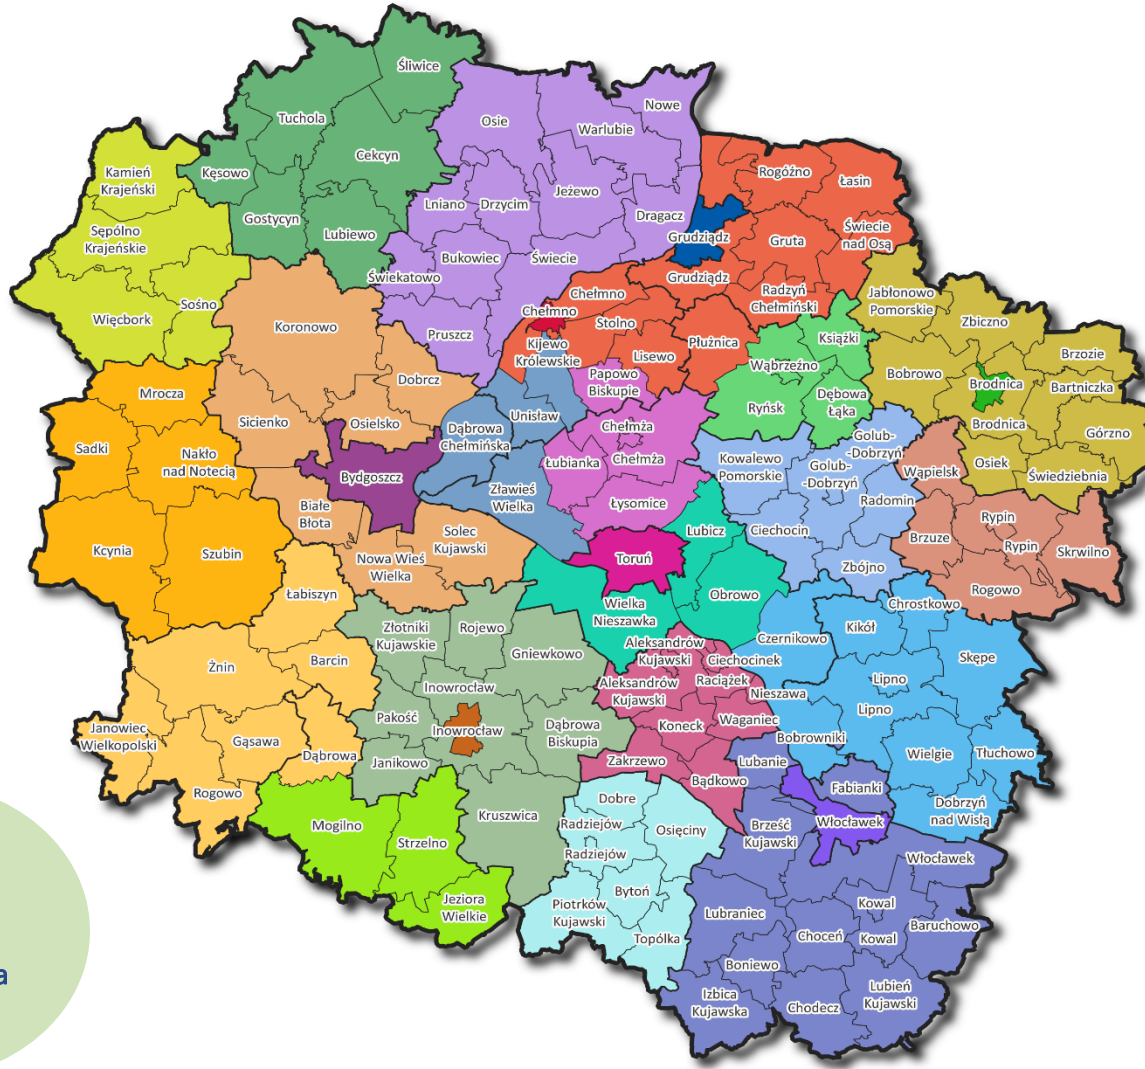 Śliwice
Tuchola
Nowe
Osie
Warlubie
Cekcyn
Kamień
Krajeński
Kęsowo
Rogóźno
Łasin
Jeżewo
Lniano
Drzycim
Gostycyn
Dragacz
Lubiewo
Sępólno
Krajeńskie
Świecie
nad Osą
Grudziądz
Gruta
Bukowiec
Świecie
Świekatowo
Grudziądz
Sośno
Więcbork
Chełmno
Radzyń
Chełmiński
Jabłonowo
Pomorskie
Chełmno
Stolno
Koronowo
Zbiczno
Pruszcz
Kijewo
Królewskie
Lisewo
Płużnica
Książki
Brzozie
Wąbrzeźno
Papowo
Biskupie
Bobrowo
Brodnica
Bartniczka
Dobrcz
Mrocza
Dębowa
Łąka
Ryńsk
Unisław
Sicienko
Osielsko
Dąbrowa
Chełmińska
Chełmża
Brodnica
Górzno
Golub-
-Dobrzyń
Sadki
Nakło
nad Notecią
Łubianka
Chełmża
Kowalewo
Pomorskie
Golub-
-Dobrzyń
Wąpielsk
Osiek
Świedziebnia
Bydgoszcz
Zławieś
Wielka
Radomin
Łysomice
Białe
Błota
Rypin
Solec
Kujawski
Lubicz
Ciechocin
Brzuze
Rypin
Skrwilno
Kcynia
Szubin
Nowa Wieś
Wielka
Toruń
Zbójno
Rogowo
Łabiszyn
Obrowo
Wielka
Nieszawka
Chrostkowo
Złotniki
Kujawskie
Rojewo
Kikół
Czernikowo
Gniewkowo
Aleksandrów
Kujawski
Ciechocinek
Skępe
Żnin
Barcin
Raciążek
Lipno
Inowrocław
Aleksandrów
Kujawski
Nieszawa
Lipno
Pakość
Waganiec
Koneck
Inowrocław
Dąbrowa
Biskupia
Janowiec
Wielkopolski
Gąsawa
Bobrowniki
Dąbrowa
Wielgie
Tłuchowo
Janikowo
Zakrzewo
Lubanie
Bądkowo
Fabianki
Rogowo
Dobre
Kruszwica
Dobrzyń
nad Wisłą
Mogilno
Radziejów
Osięciny
Brześć
Kujawski
Włocławek
Strzelno
Radziejów
Włocławek
Bytoń
Jeziora
Wielkie
Piotrków
Kujawski
Kowal
Lubraniec
Baruchowo
Choceń
Kowal
Topólka
Boniewo
a
Izbica
Kujawska
Lubień
Kujawski
Chodecz